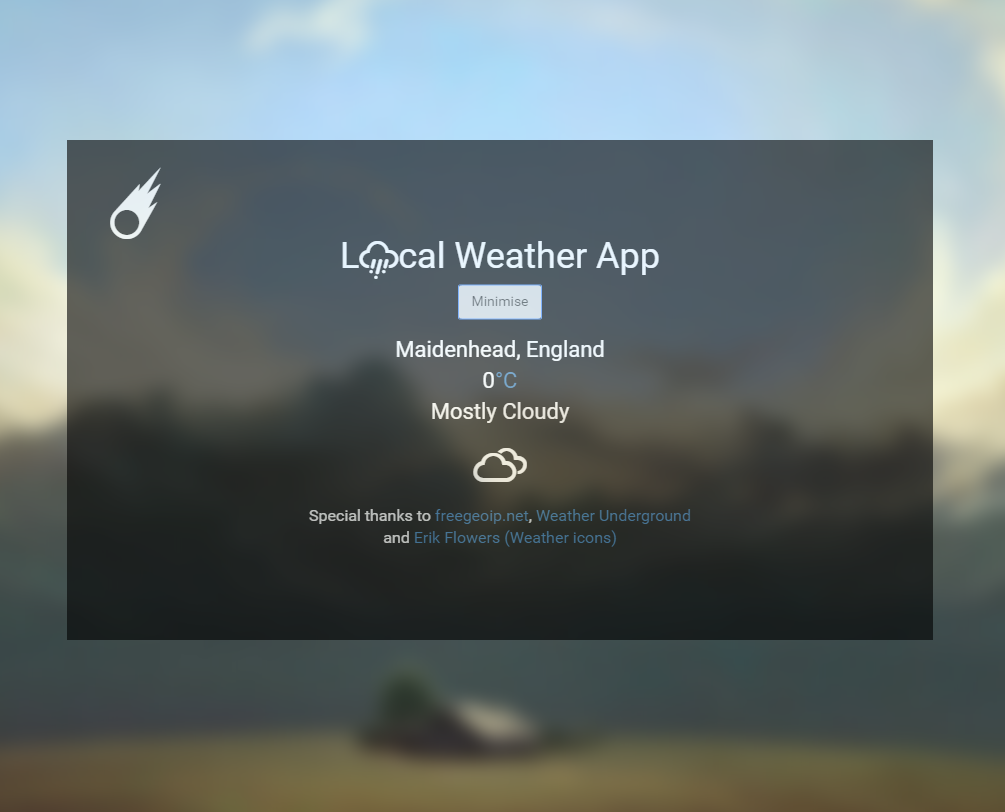 Local Weather App
Minimise
Maidenhead, England
0°C
Mostly Cloudy
Special thanks to freegeoip.net, Weather Underground
and Erik Flowers (Weather icons)